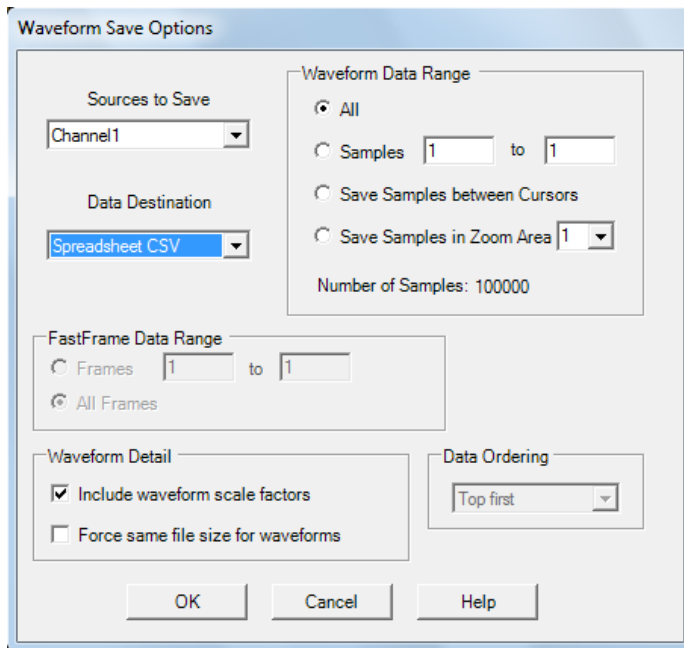 Waveform Save Options
Sources to Save
Channel1
Data Destination
Spreadsheet CSV
Waveform Data Range
All
Samples 1 to 1
Save Samples between Cursors
Save Samples in Zoom Area 1
Number of Samples: 100000
FastFrame Data Range
Frames 1 to 1
All Frames
Waveform Detail
Include waveform scale factors
Force same file size for waveforms
Data Ordering
Top first
OK Cancel Help